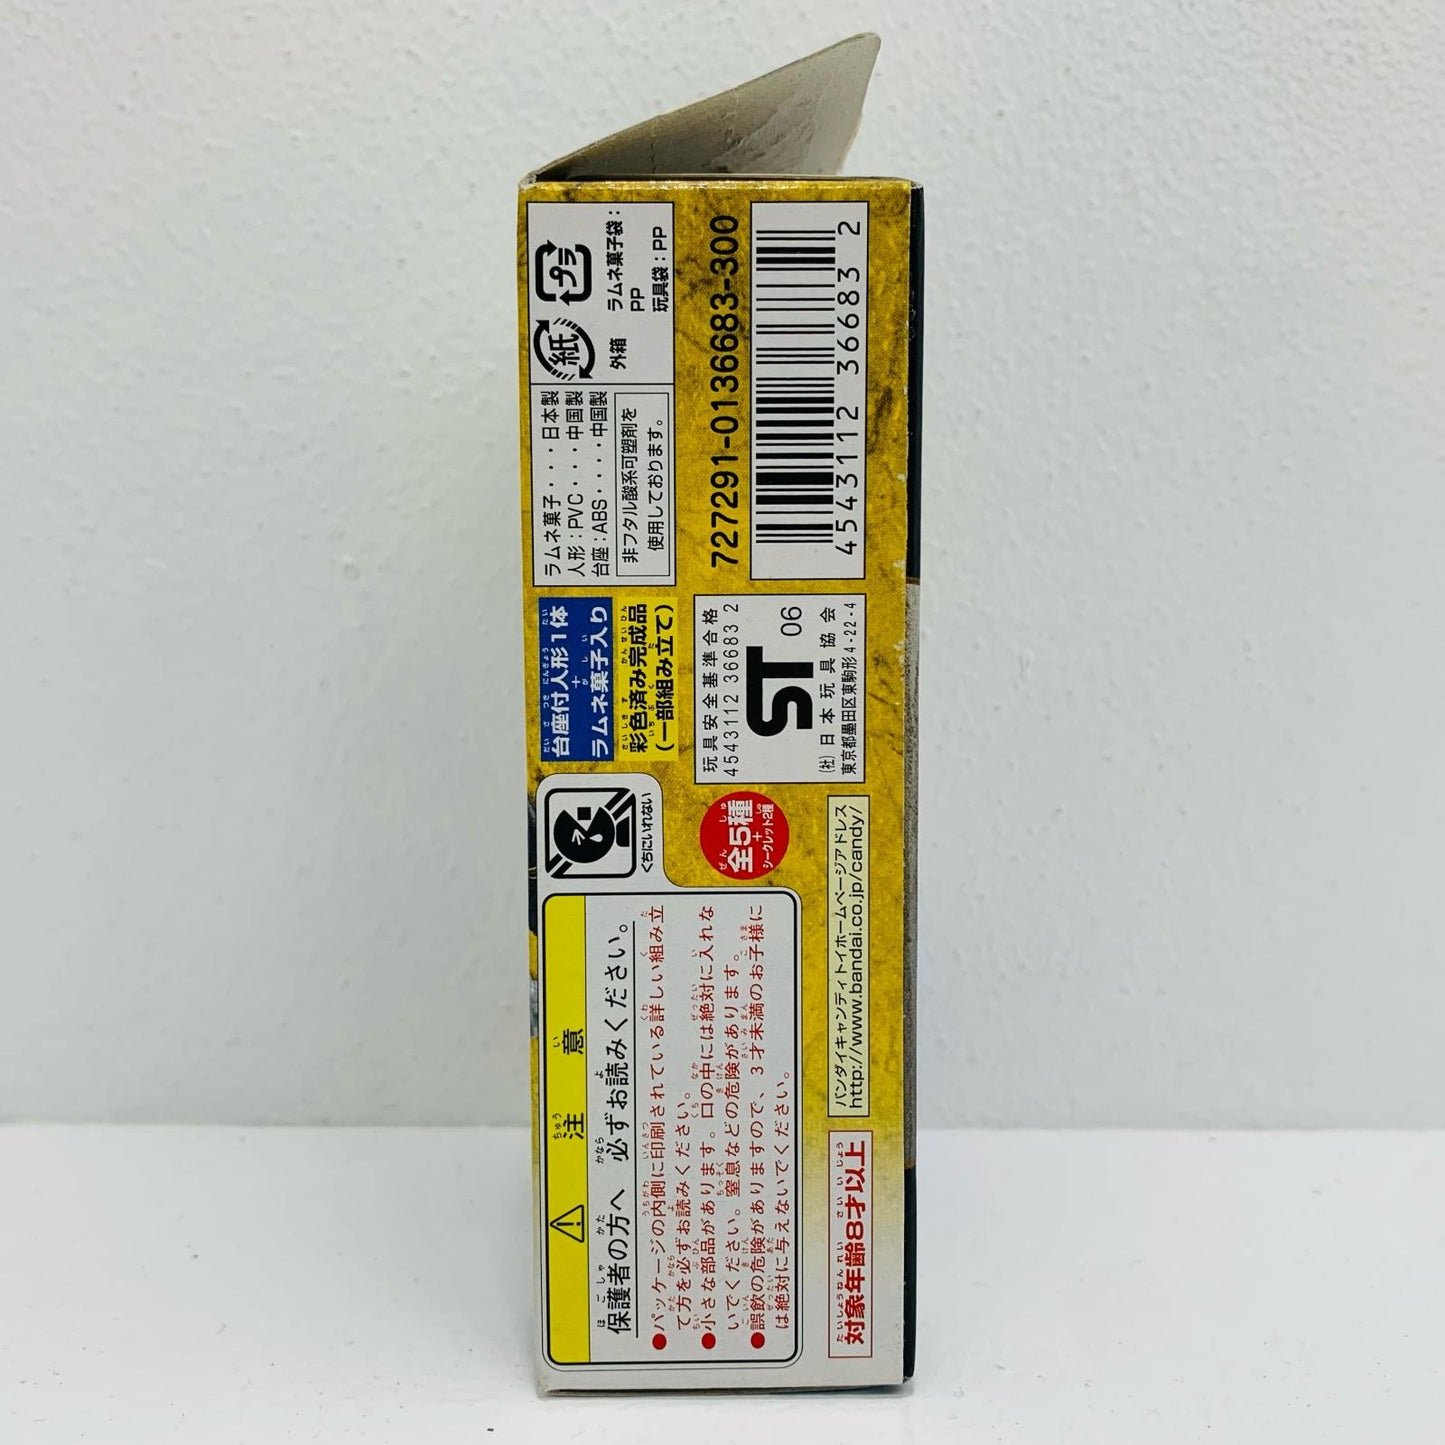 注意
保護者の方へ 必ずお読みください。
●パッケージの内側に印刷されている詳しい組み立
て方を必ずお読みください。
●小さな部品があります。口の中には絶対に入れな
いでください。窒息などの危険があります。
●誤飲の危険がありますので、3才未満のお子様に
は絶対に与えないでください。
対象年齢8才以上
バンダイキャンディトイホームページアドレス
http://www.bandai.co.jp/candy/
くちにいれない
全5種
+
シークレット2種
台座付人形1体
+
ラムネ菓子入り
彩色済み完成品
(一部組み立て)
玩具安全基準合格
4543112 36683 2
ST 06
(社)日本玩具協会
東京都墨田区東駒形4-22-4
ラムネ菓子・・・日本製
人形:PVC・・・中国製
台座:ABS・・・・中国製
非フタル酸系可塑剤を
使用しております。
紙
外箱
プラ
ラムネ菓子袋:
PP
玩具袋:PP
727291-0136683-300
4543112366832